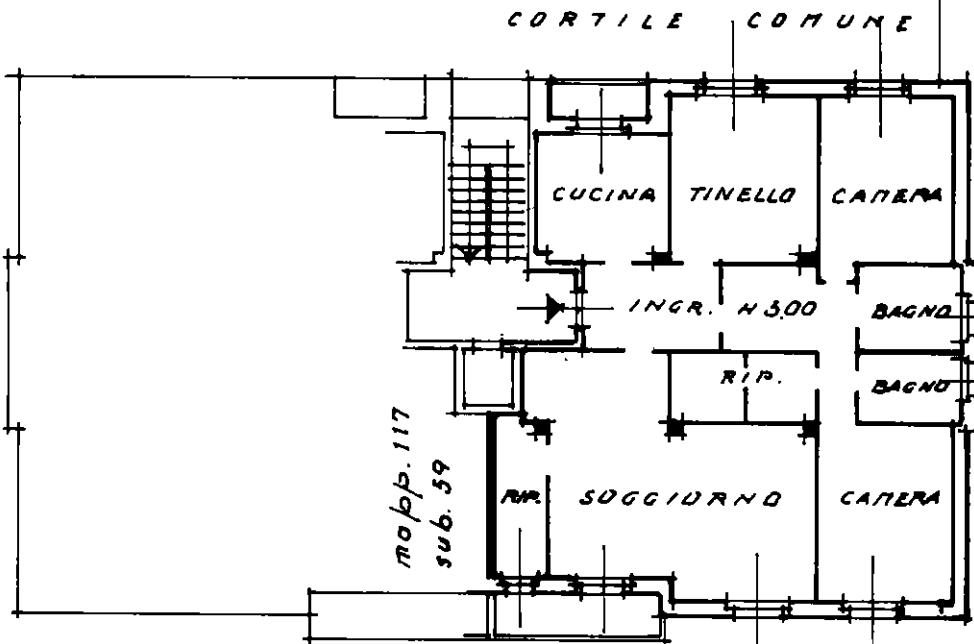 CORTILE COMUNE
CUCINA
TINELLO
CAMERA
INGR. H 3.00
BAGNO
RIP.
BAGNO
mapp. 117
sub. 59
RIP.
SOGGIORNO
CAMERA